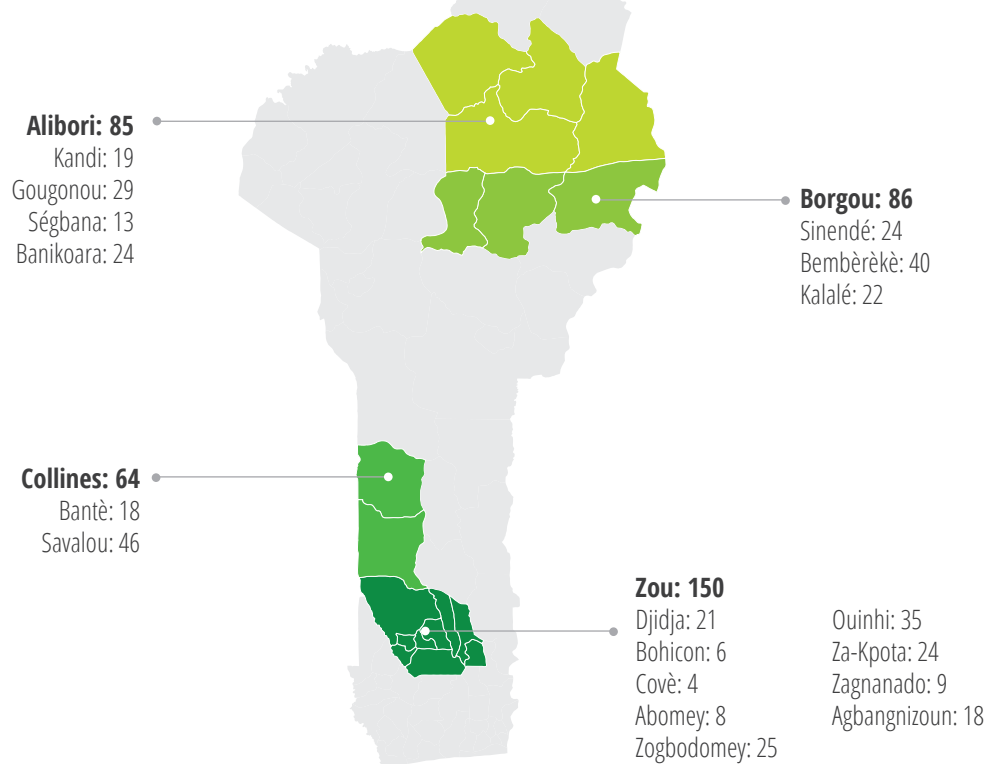 Alibori: 85
Kandi: 19
Gougonou: 29
Ségbana: 13
Banikoara: 24
Borgou: 86
Sinendé: 24
Bembèrèkè: 40
Kalalé: 22
Collines: 64
Bantè: 18
Savalou: 46
Zou: 150
Djidja: 21
Bohicon: 6
Covè: 4
Abomey: 8
Zogbodomey: 25
Ouinhi: 35
Za-Kpota: 24
Zagnanado: 9
Agbangnizoun: 18